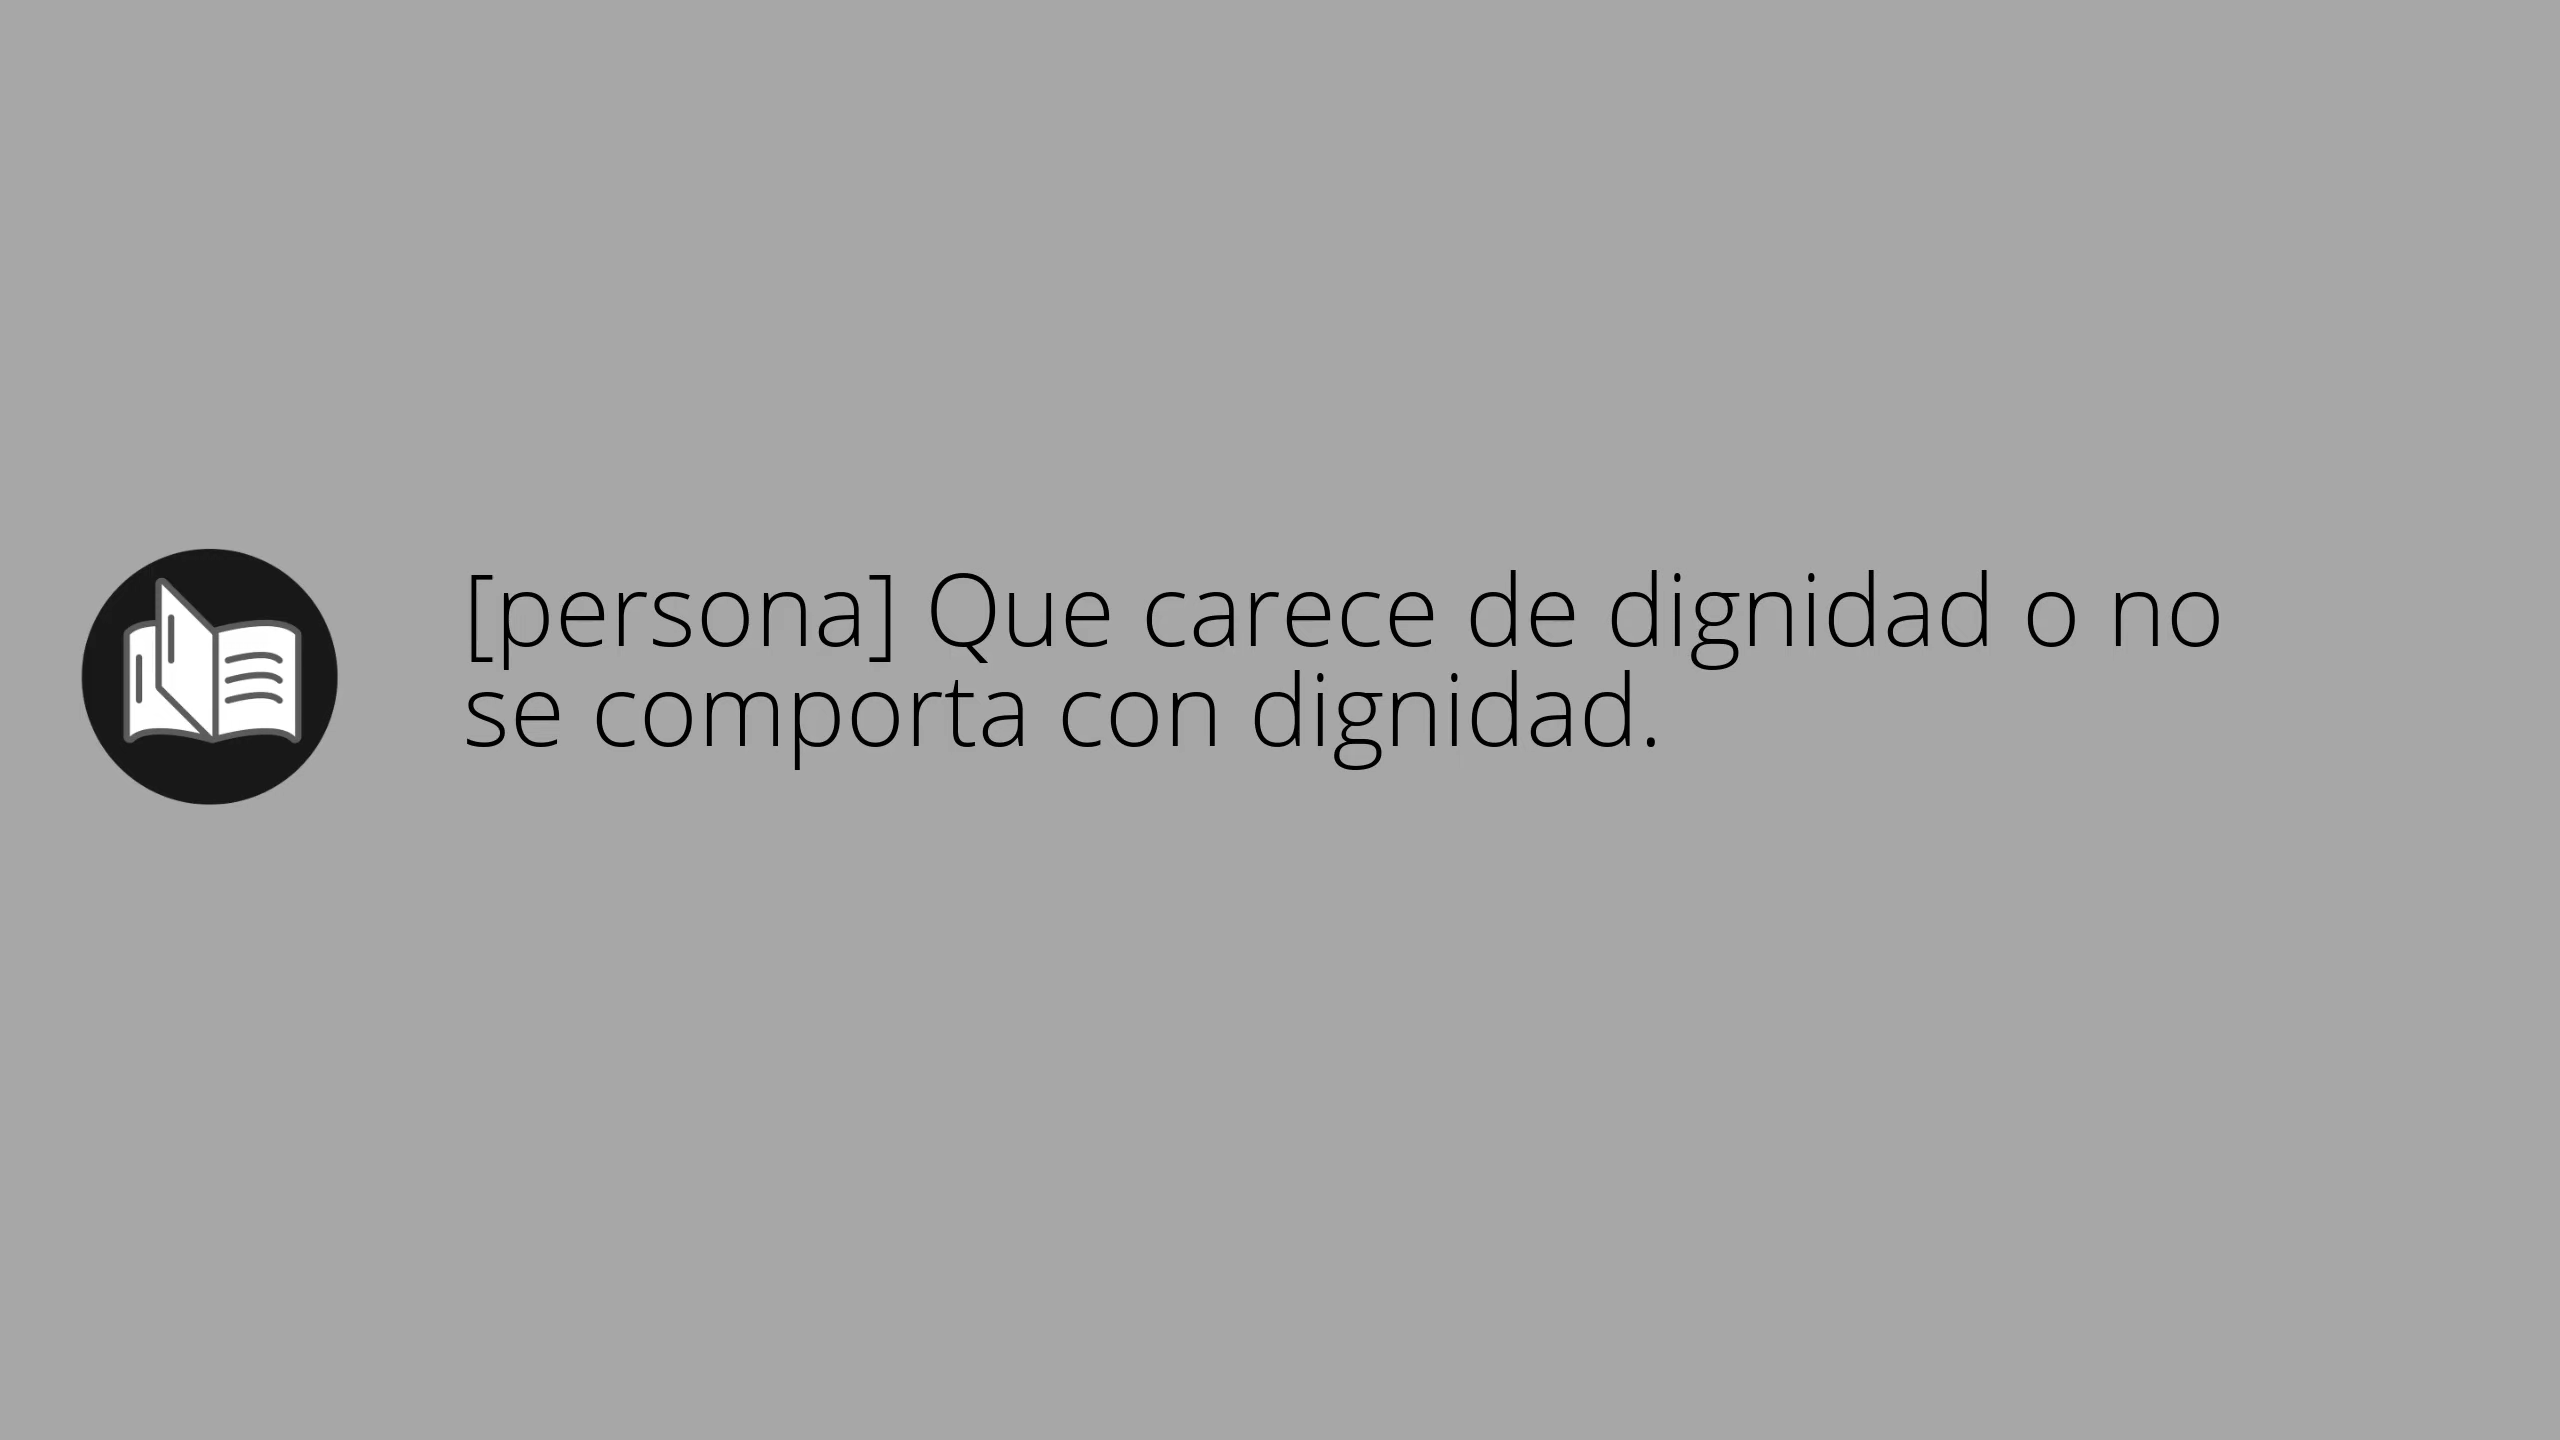 [persona] Que carece de dignidad o no
se comporta con dignidad.